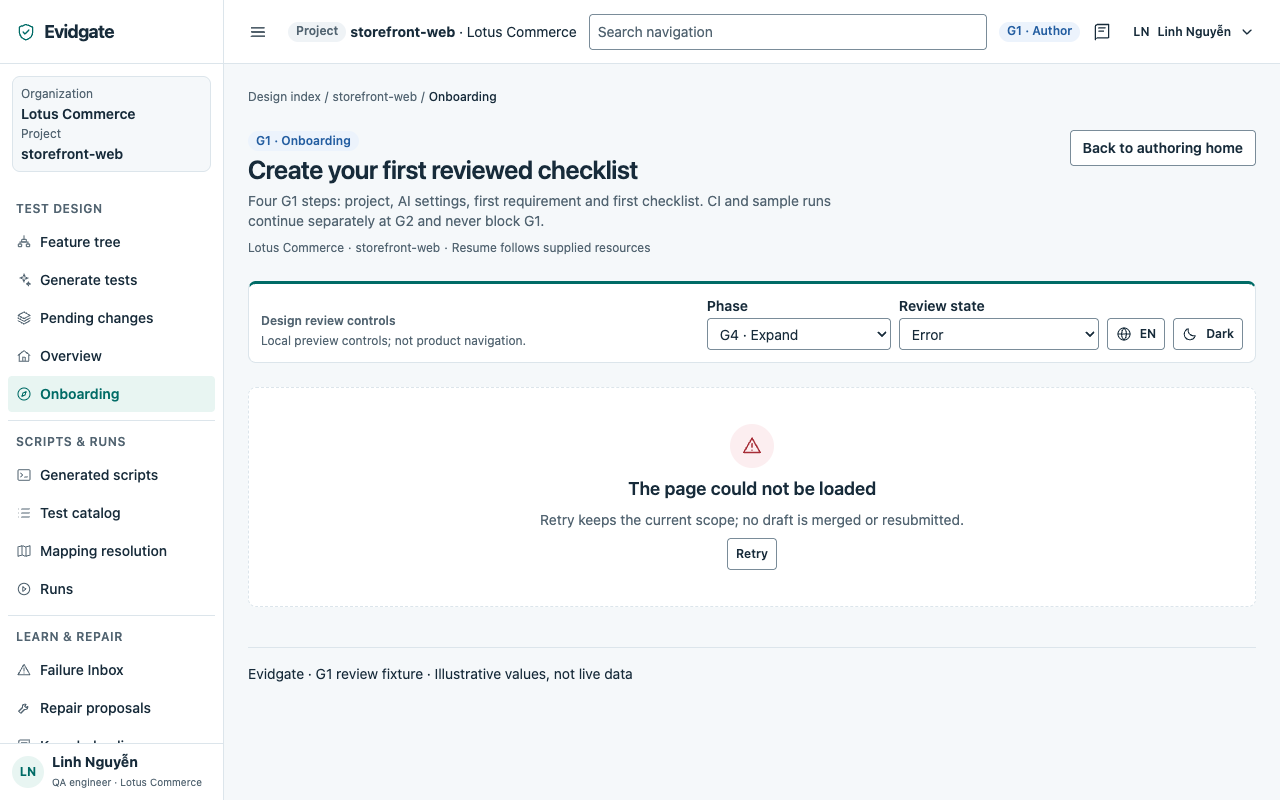 Evidgate
Project storefront-web · Lotus Commerce
Search navigation
G1 · Author
LN Linh Nguyễn
Organization
Lotus Commerce
Project
storefront-web
TEST DESIGN
Feature tree
Generate tests
Pending changes
Overview
Onboarding
SCRIPTS & RUNS
Generated scripts
Test catalog
Mapping resolution
Runs
LEARN & REPAIR
Failure Inbox
Repair proposals
LN
Linh Nguyễn
QA engineer · Lotus Commerce
Design index / storefront-web / Onboarding
G1 · Onboarding
Create your first reviewed checklist
Four G1 steps: project, AI settings, first requirement and first checklist. CI and sample runs
continue separately at G2 and never block G1.
Lotus Commerce · storefront-web · Resume follows supplied resources
Back to authoring home
Design review controls
Local preview controls; not product navigation.
Phase
G4 · Expand
Review state
Error
EN
Dark
The page could not be loaded
Retry keeps the current scope; no draft is merged or resubmitted.
Retry
Evidgate · G1 review fixture · Illustrative values, not live data